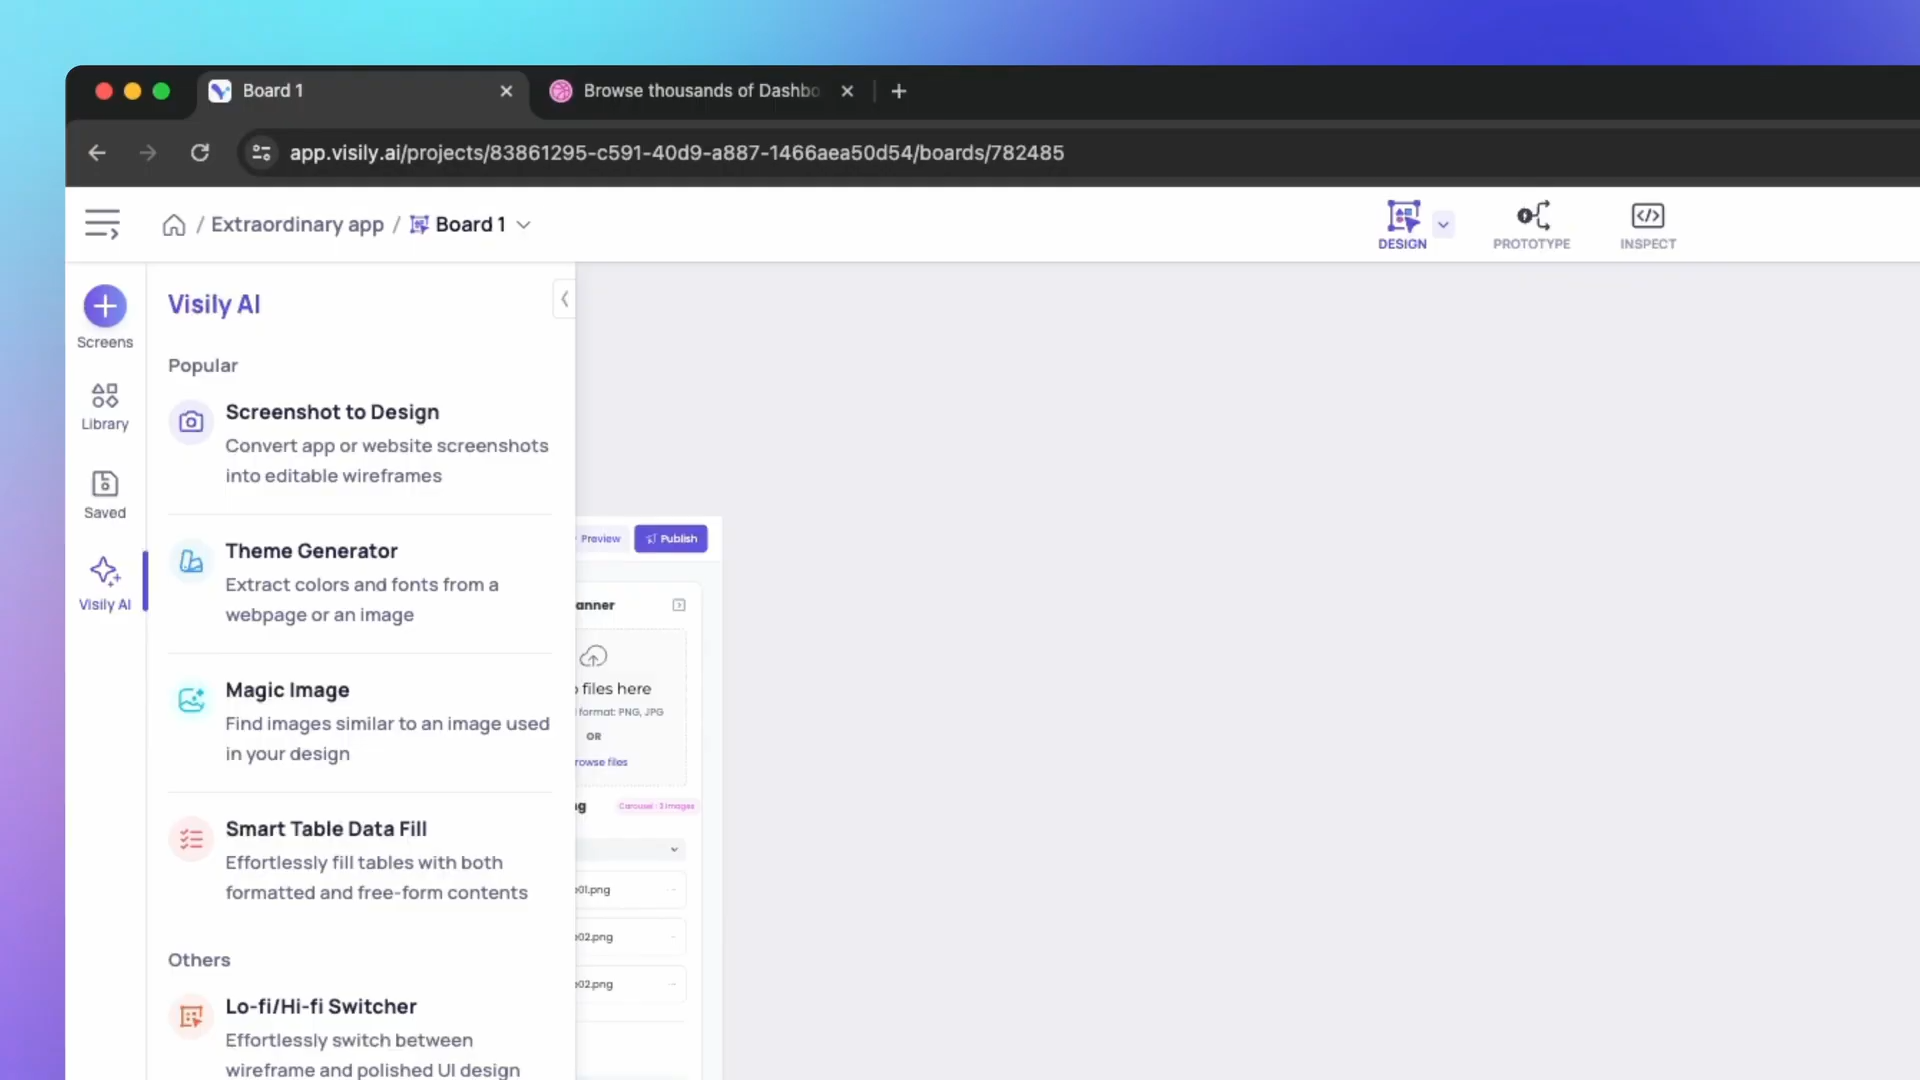 Board 1
Browse thousands of Dashbo
app.visily.ai/projects/83861295-c591-40d9-a887-1466aea50d54/boards/782485
/ Extraordinary app / Board 1
DESIGN
PROTOTYPE
INSPECT
Screens
Library
Saved
Visily AI
Visily AI
Popular
Screenshot to Design
Convert app or website screenshots
into editable wireframes
Theme Generator
Extract colors and fonts from a
webpage or an image
Magic Image
Find images similar to an image used
in your design
Smart Table Data Fill
Effortlessly fill tables with both
formatted and free-form contents
Others
Lo-fi/Hi-fi Switcher
Effortlessly switch between
wireframe and polished UI design
Preview
Publish
anner
files here
format: PNG, JPG
OR
rowse files
Carousel - 3 images
01.png
02.png
02.png